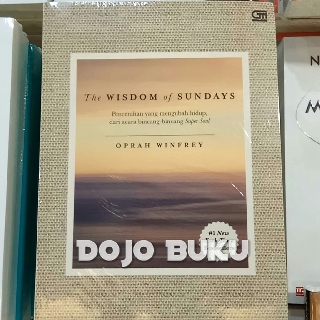 GM
The WISDOM of SUNDAYS
Pencerahan yang mengubah hidup,
dari acara bincang-bincang Super Soul
OPRAH WINFREY
#1 New
DOJO BUKU
N